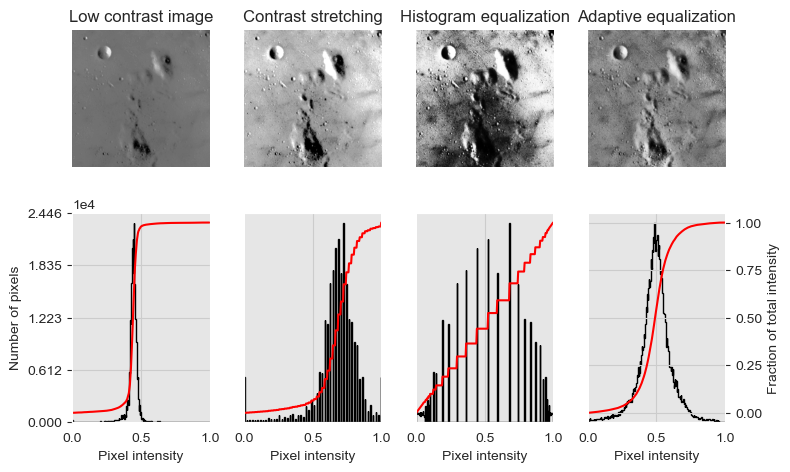 Low contrast image
Contrast stretching
Histogram equalization
Adaptive equalization
1e4
2.446
1.835
1.223
0.612
0.000
Number of pixels
0.0 0.5 1.0
Pixel intensity
0.0 0.5 1.0
Pixel intensity
0.0 0.5 1.0
Pixel intensity
0.0 0.5 1.0
Pixel intensity
1.00
0.75
0.50
0.25
0.00
Fraction of total intensity